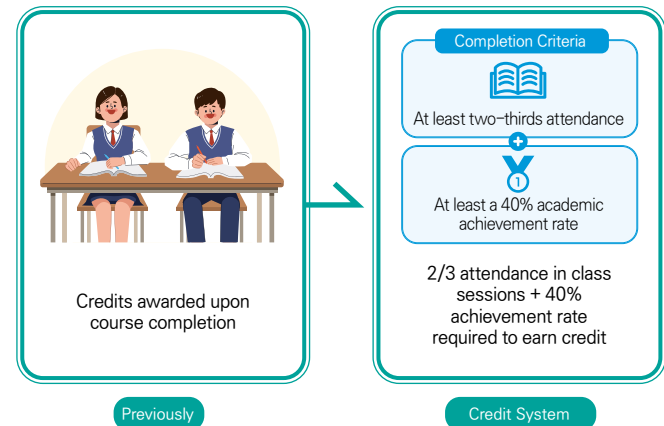 Credits awarded upon
course completion
Previously
Completion Criteria
At least two-thirds attendance
+
1
At least a 40% academic
achievement rate
2/3 attendance in class
sessions + 40%
achievement rate
required to earn credit
Credit System